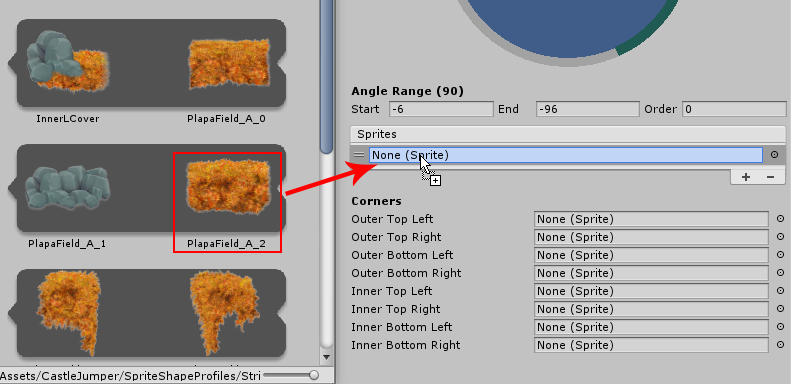 InnerLCover
PlapaField_A_0
PlapaField_A_1
PlapaField_A_2
Assets/CastleJumper/SpriteShapeProfiles/Stri
Angle Range (90)
Start -6 End -96 Order 0
Sprites
None (Sprite)
Corners
Outer Top Left None (Sprite)
Outer Top Right None (Sprite)
Outer Bottom Left None (Sprite)
Outer Bottom Right None (Sprite)
Inner Top Left None (Sprite)
Inner Top Right None (Sprite)
Inner Bottom Left None (Sprite)
Inner Bottom Right None (Sprite)